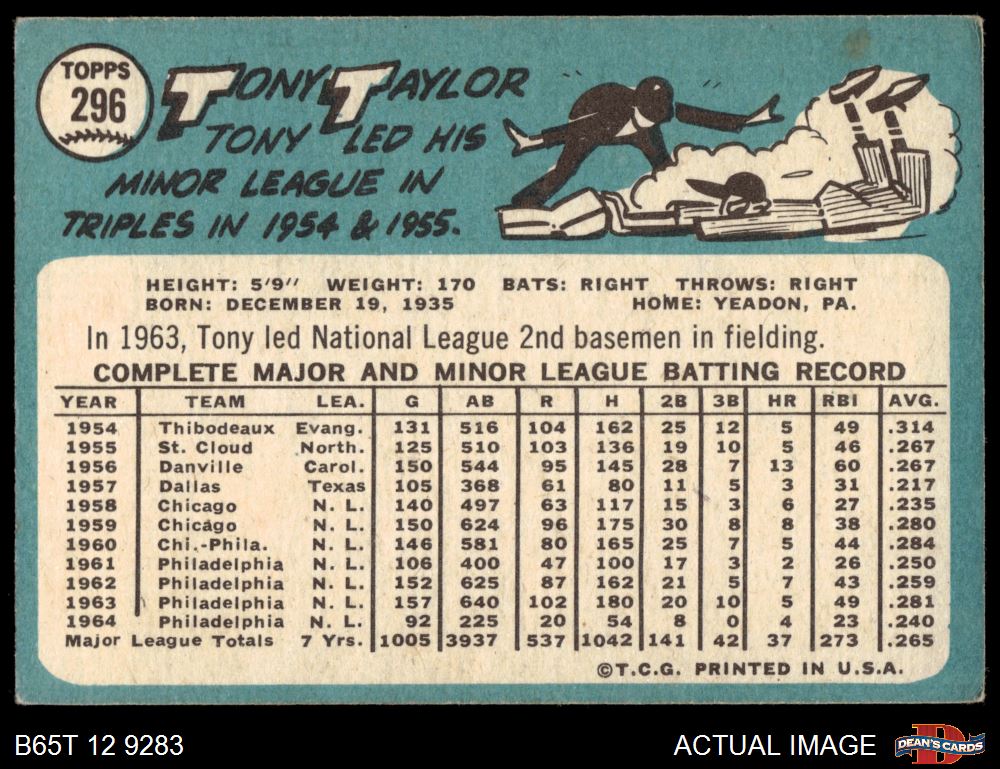 TOPPS
296
TONY TAYLOR
TONY LED HIS
MINOR LEAGUE IN
TRIPLES IN 1954 & 1955.
HEIGHT: 5'9" WEIGHT: 170 BATS: RIGHT THROWS: RIGHT
BORN: DECEMBER 19, 1935 HOME: YEADON, PA.
In 1963, Tony led National League 2nd basemen in fielding.
COMPLETE MAJOR AND MINOR LEAGUE BATTING RECORD
YEAR TEAM LEA. G AB R H 2B 3B HR RBI AVG.
1954 Thibodeaux Evang. 131 516 104 162 25 12 5 49 .314
1955 St. Cloud North. 125 510 103 136 19 10 5 46 .267
1956 Danville Carol. 150 544 95 145 28 7 13 60 .267
1957 Dallas Texas 105 368 61 80 11 5 3 31 .217
1958 Chicago N. L. 140 497 63 117 15 3 6 27 .235
1959 Chicago N. L. 150 624 96 175 30 8 8 38 .280
1960 Chi.-Phila. N. L. 146 581 80 165 25 7 5 44 .284
1961 Philadelphia N. L. 106 400 47 100 17 3 2 26 .250
1962 Philadelphia N. L. 152 625 87 162 21 5 7 43 .259
1963 Philadelphia N. L. 157 640 102 180 20 10 5 49 .281
1964 Philadelphia N. L. 92 225 20 54 8 0 4 23 .240
Major League Totals 7 Yrs. 1005 3937 537 1042 141 42 37 273 .265
©T.C.G. PRINTED IN U.S.A.
B65T 12 9283 ACTUAL IMAGE
D
DEAN'S CARDS